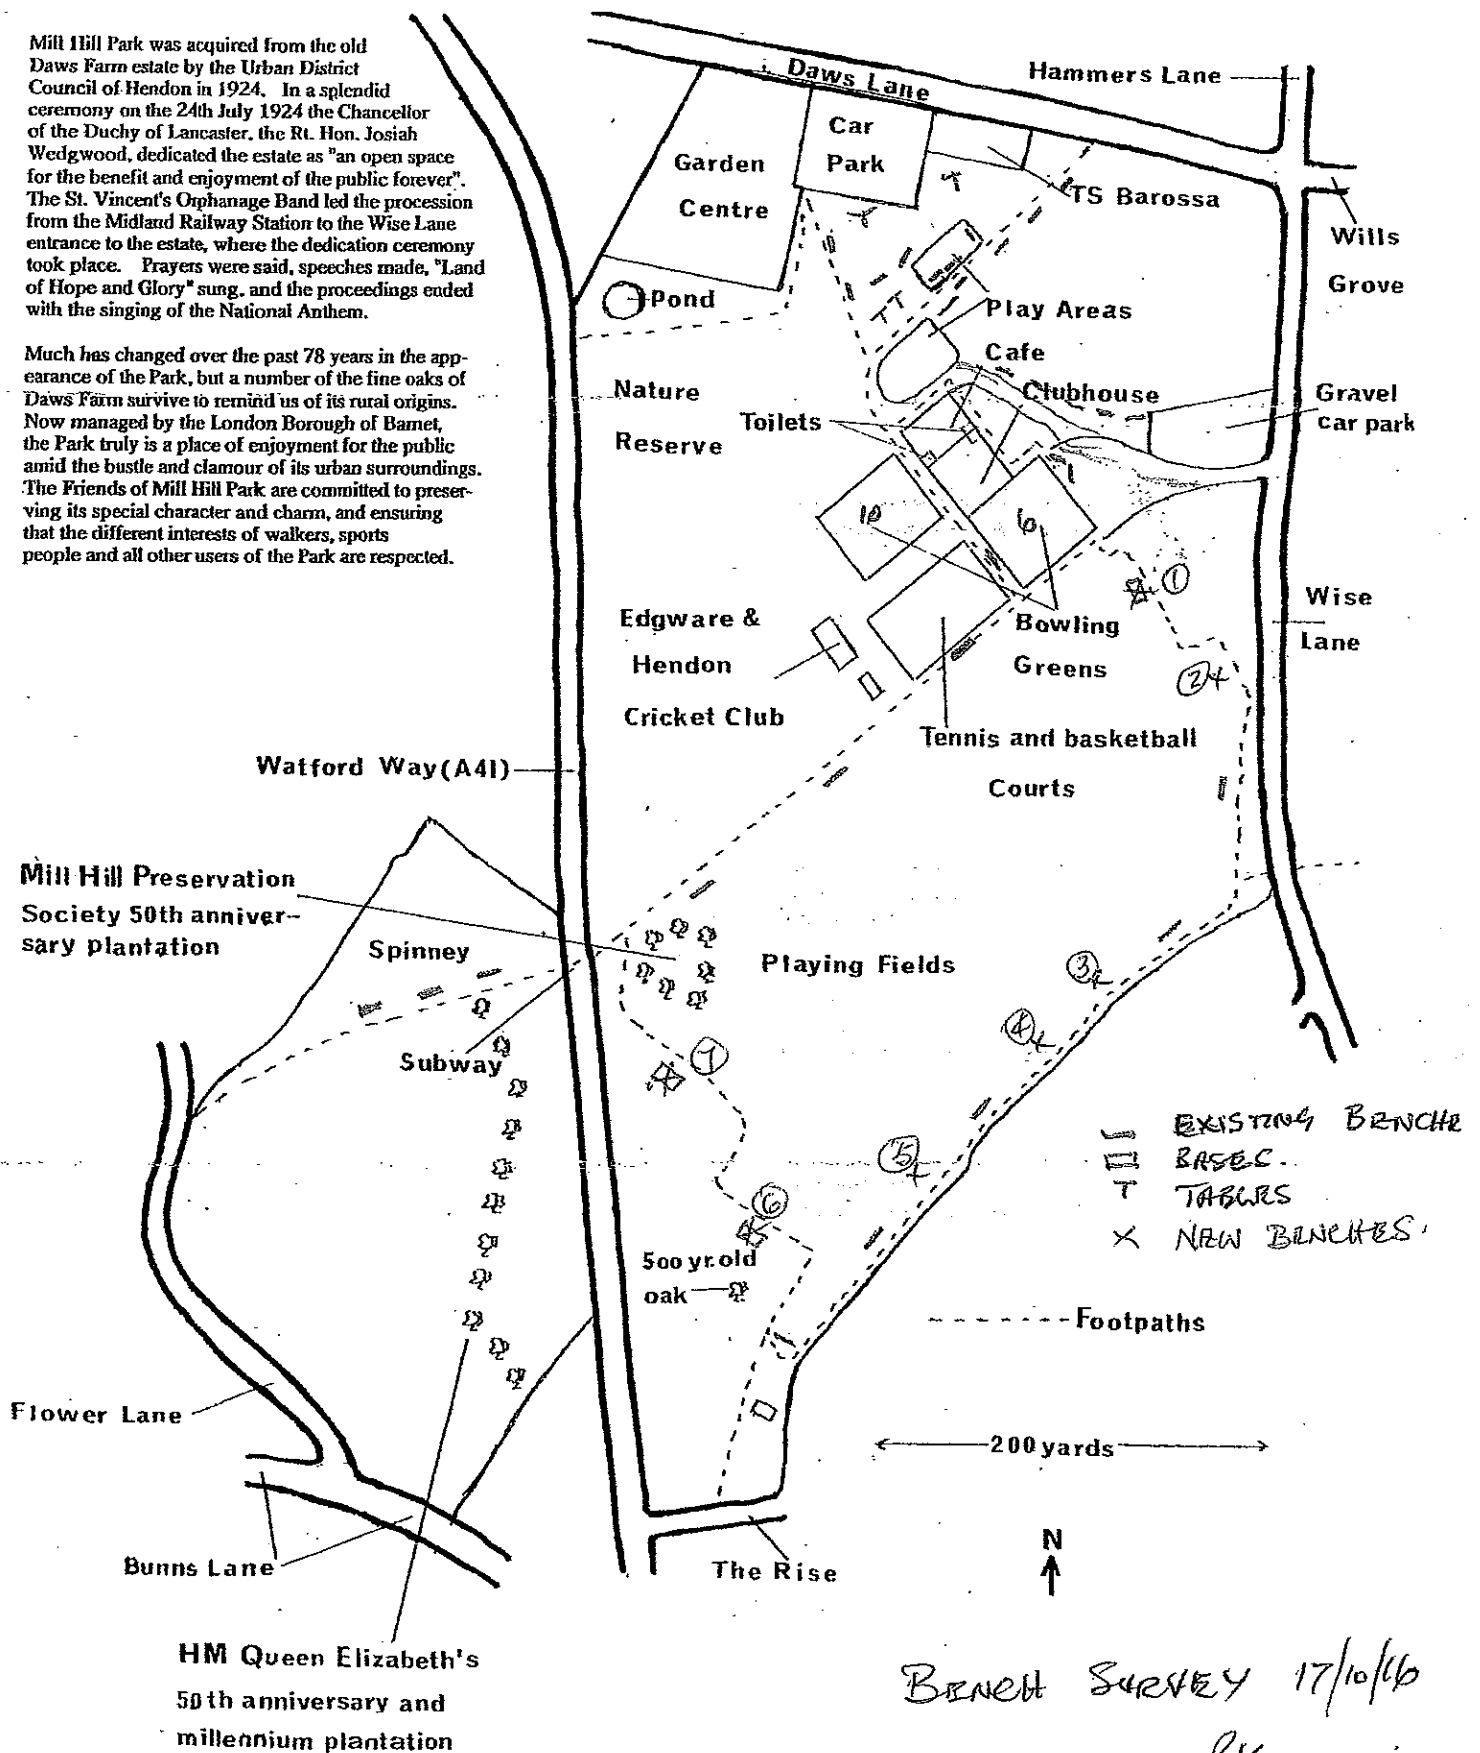 Mill Hill Park was acquired from the old
Daws Farm estate by the Urban District
Council of Hendon in 1924. In a splendid
ceremony on the 24th July 1924 the Chancellor
of the Duchy of Lancaster, the Rt. Hon. Josiah
Wedgwood, dedicated the estate as "an open space
for the benefit and enjoyment of the public forever".
The St. Vincent's Orphanage Band led the procession
from the Midland Railway Station to the Wise Lane
entrance to the estate, where the dedication ceremony
took place. Prayers were said, speeches made, "Land
of Hope and Glory" sung, and the proceedings ended
with the singing of the National Anthem.
Much has changed over the past 78 years in the app-
earance of the Park, but a number of the fine oaks of
Daws Farm survive to remind us of its rural origins.
Now managed by the London Borough of Barnet,
the Park truly is a place of enjoyment for the public
amid the bustle and clamour of its urban surroundings.
The Friends of Mill Hill Park are committed to preser-
ving its special character and charm, and ensuring
that the different interests of walkers, sports
people and all other users of the Park are respected.
Daws Lane
Hammers Lane
Car
Park
Garden
Centre
TS Barossa
Wills
Grove
Pond
Play Areas
Cafe
Nature
Reserve
Clubhouse
Toilets
Gravel
car park
10
6
1
Edgware &
Hendon
Cricket Club
Bowling
Greens
Wise
Lane
2
Tennis and basketball
Courts
Watford Way (A41)
Mill Hill Preservation
Society 50th anniver-
sary plantation
Spinney
Playing Fields
3
4
Subway
7
5
6
EXISTING BENCHE
BASES.
T TABLES
X NEW BENCHES.
500 yr. old
oak
Footpaths
Flower Lane
200 yards
Bunns Lane
The Rise
N
HM Queen Elizabeth's
50th anniversary and
millennium plantation
BENCH SURVEY 17/10/16